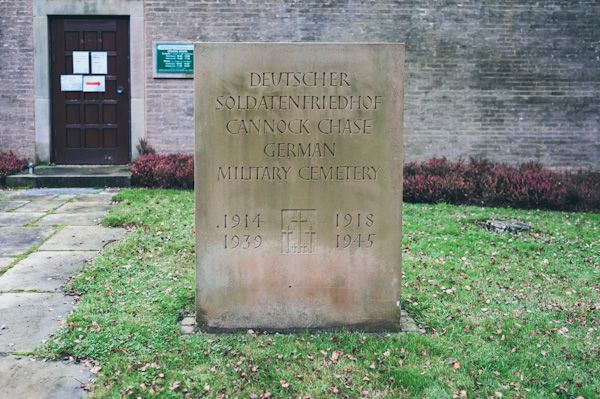 DEUTSCHER
SOLDATENFRIEDHOF
CANNOCK CHASE
GERMAN
MILITARY CEMETERY
1914 1918
1939 1945